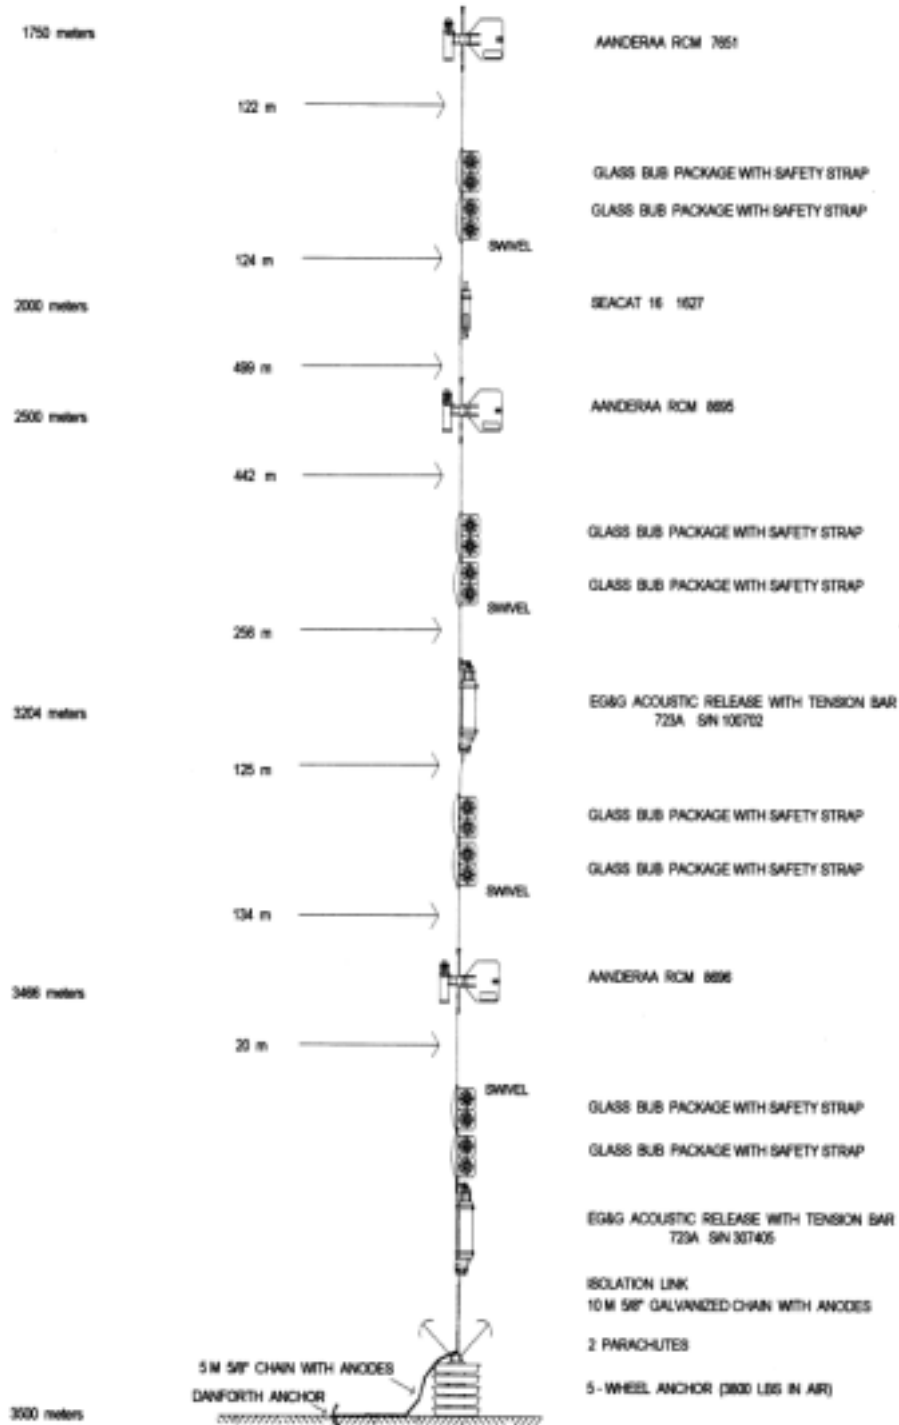 1750 meters
AANDERAA RCM 7651
122 m
GLASS BUB PACKAGE WITH SAFETY STRAP
GLASS BUB PACKAGE WITH SAFETY STRAP
SWIVEL
124 m
2000 meters
SEACAT 16 1627
499 m
2500 meters
AANDERAA RCM 8695
442 m
GLASS BUB PACKAGE WITH SAFETY STRAP
GLASS BUB PACKAGE WITH SAFETY STRAP
SWIVEL
256 m
EG&G ACOUSTIC RELEASE WITH TENSION BAR
3204 meters
723A S/N 100702
125 m
GLASS BUB PACKAGE WITH SAFETY STRAP
GLASS BUB PACKAGE WITH SAFETY STRAP
SWIVEL
134 m
AANDERAA RCM 8696
3466 meters
20 m
SWIVEL
GLASS BUB PACKAGE WITH SAFETY STRAP
GLASS BUB PACKAGE WITH SAFETY STRAP
EG&G ACOUSTIC RELEASE WITH TENSION BAR
723A S/N 307405
ISOLATION LINK
10 M 5/8" GALVANIZED CHAIN WITH ANODES
2 PARACHUTES
5 M 5/8" CHAIN WITH ANODES
5 - WHEEL ANCHOR (3800 LBS IN AIR)
DANFORTH ANCHOR
3500 meters